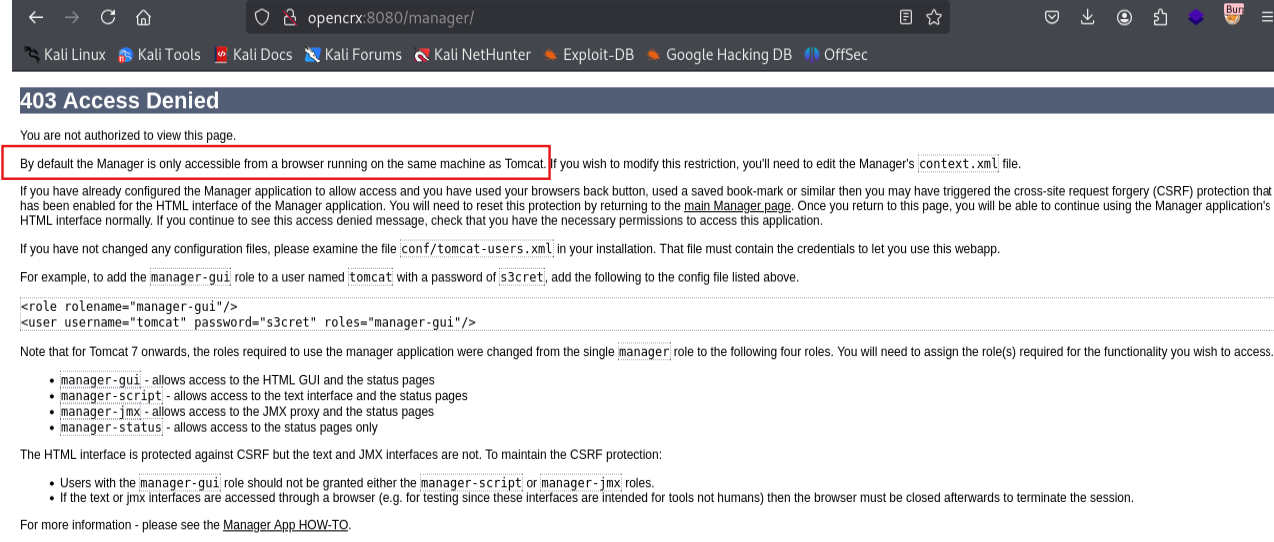 opencrx:8080/manager/
Burp
Kali Linux Kali Tools Kali Docs Kali Forums Kali NetHunter Exploit-DB Google Hacking DB OffSec
403 Access Denied
You are not authorized to view this page.
By default the Manager is only accessible from a browser running on the same machine as Tomcat. If you wish to modify this restriction, you'll need to edit the Manager's context.xml file.
If you have already configured the Manager application to allow access and you have used your browsers back button, used a saved book-mark or similar then you may have triggered the cross-site request forgery (CSRF) protection that
has been enabled for the HTML interface of the Manager application. You will need to reset this protection by returning to the main Manager page. Once you return to this page, you will be able to continue using the Manager application's
HTML interface normally. If you continue to see this access denied message, check that you have the necessary permissions to access this application.
If you have not changed any configuration files, please examine the file conf/tomcat-users.xml in your installation. That file must contain the credentials to let you use this webapp.
For example, to add the manager-gui role to a user named tomcat with a password of s3cret, add the following to the config file listed above.
<role rolename="manager-gui"/>
<user username="tomcat" password="s3cret" roles="manager-gui"/>
Note that for Tomcat 7 onwards, the roles required to use the manager application were changed from the single manager role to the following four roles. You will need to assign the role(s) required for the functionality you wish to access.
• manager-gui - allows access to the HTML GUI and the status pages
• manager-script - allows access to the text interface and the status pages
• manager-jmx - allows access to the JMX proxy and the status pages
• manager-status - allows access to the status pages only
The HTML interface is protected against CSRF but the text and JMX interfaces are not. To maintain the CSRF protection:
• Users with the manager-gui role should not be granted either the manager-script or manager-jmx roles.
• If the text or jmx interfaces are accessed through a browser (e.g. for testing since these interfaces are intended for tools not humans) then the browser must be closed afterwards to terminate the session.
For more information - please see the Manager App HOW-TO.